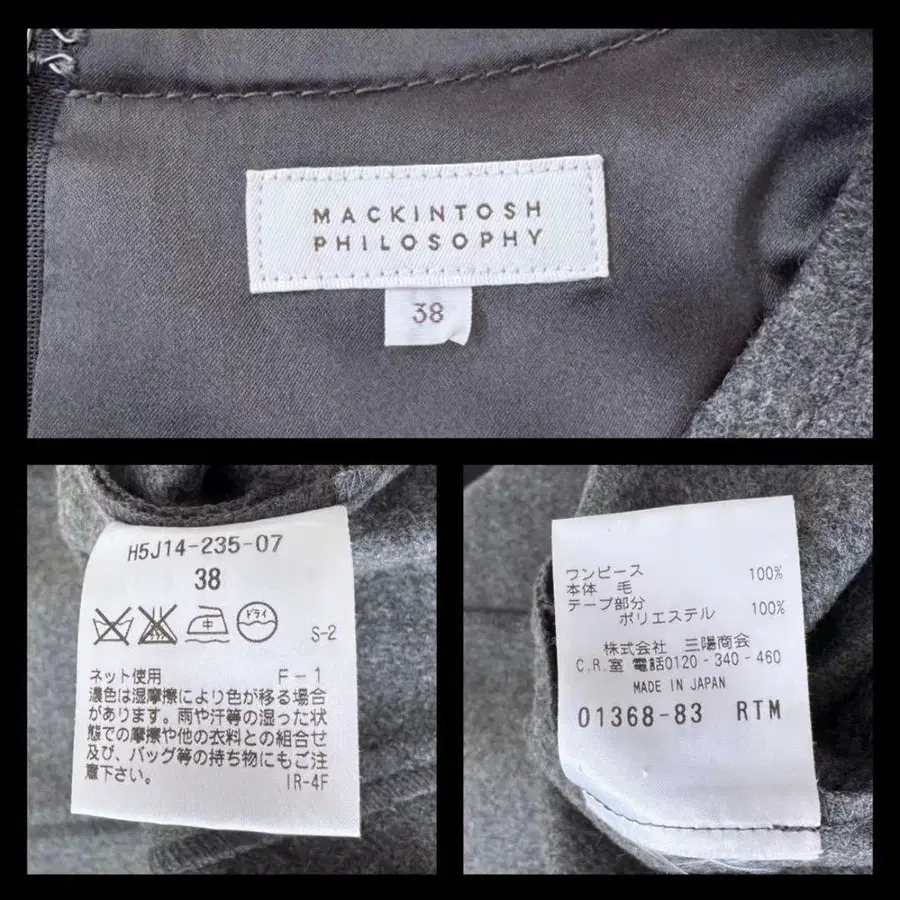 MACKINTOSH
PHILOSOPHY
38
H5J14-235-07
38
中
ドライ
S-2
ネット使用 F-1
濃色は湿摩擦により色が移る場合
があります。雨や汗等の湿った状
態での摩擦や他の衣料との組合せ
及び、バッグ等の持ち物にもご注
意下さい。
IR-4F
ワンピース
本体 毛 100%
テープ部分
ポリエステル 100%
株式会社 三陽商会
C.R.室 電話0120-340-460
MADE IN JAPAN
01368-83 RTM